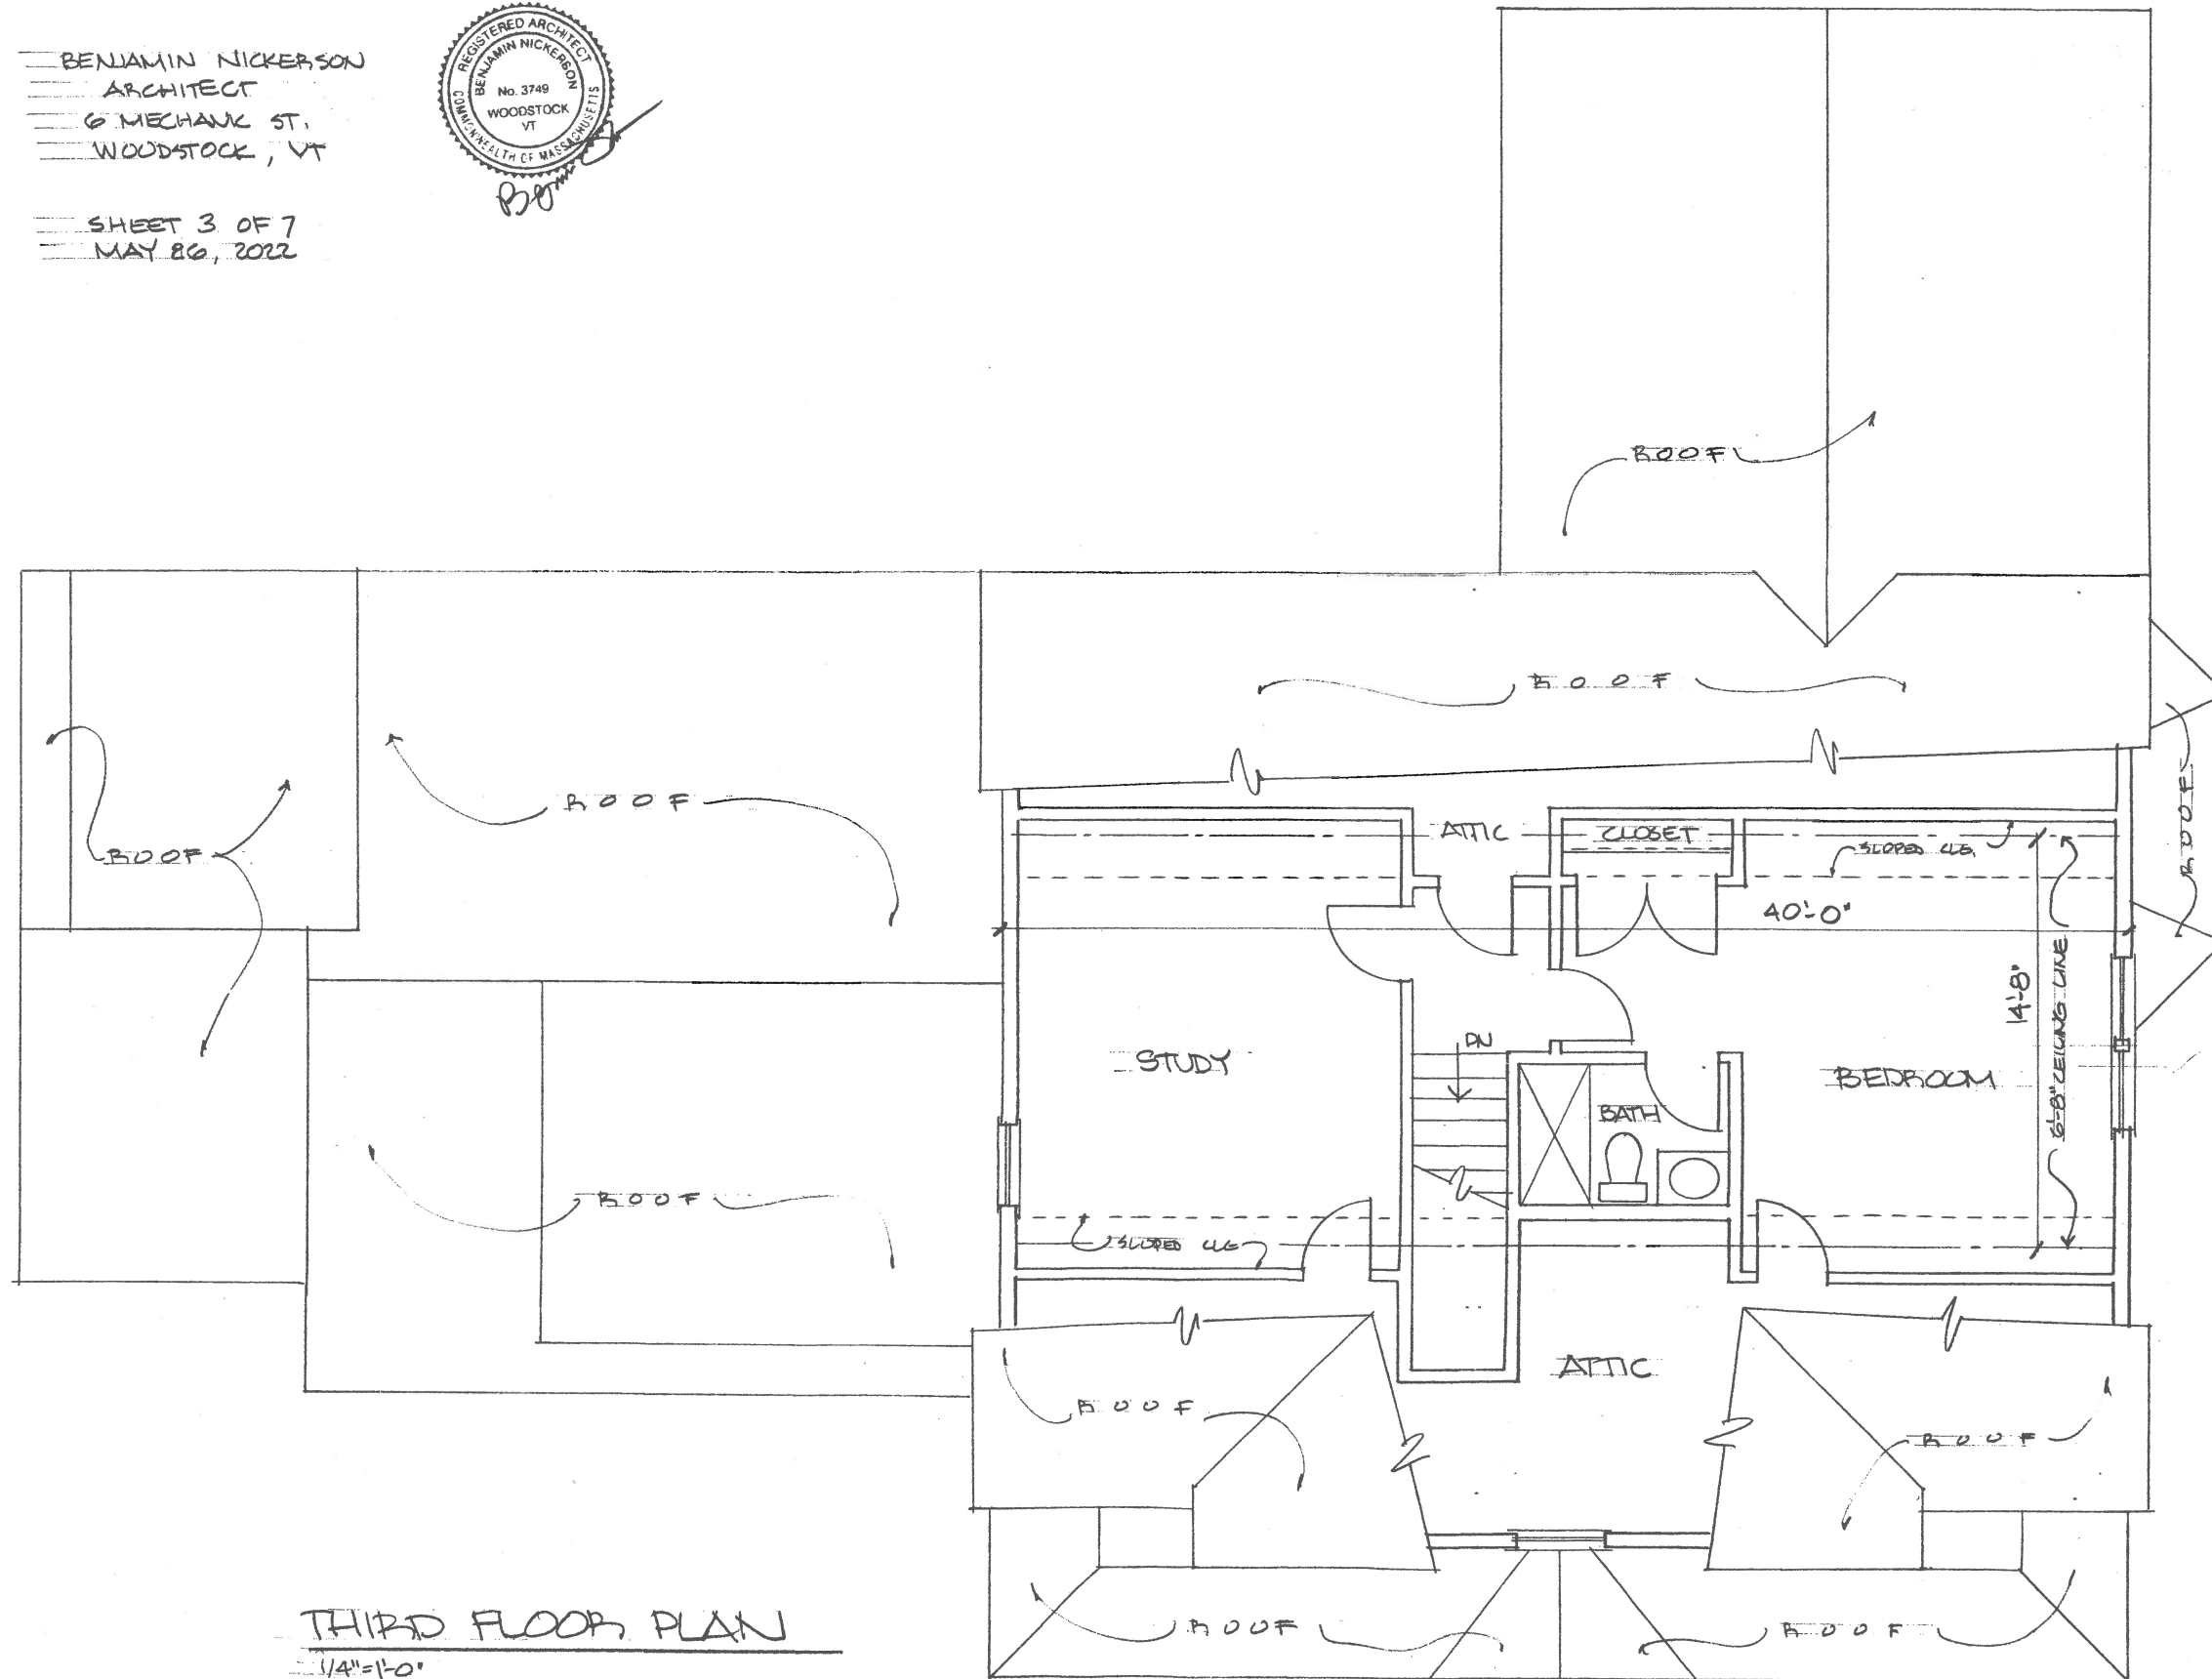 BENJAMIN NICKERSON
ARCHITECT
6 MECHANIC ST.
WOODSTOCK, VT
SHEET 3 OF 7
MAY 26, 2022
REGISTERED ARCHITECT
BENJAMIN NICKERSON
No. 3749
WOODSTOCK
VT
COMMONWEALTH OF MASSACHUSETTS
ROOF
ROOF
ROOF
ROOF
ROOF
ATTIC
CLOSET
SLOPED CLG.
40'-0"
14'-8"
6'-8" CEILING LINE
STUDY
DN
BATH
BEDROOM
ROOF
SLOPED CLG
ATTIC
ROOF
ROOF
ROOF
ROOF
THIRD FLOOR PLAN
1/4"=1'-0"